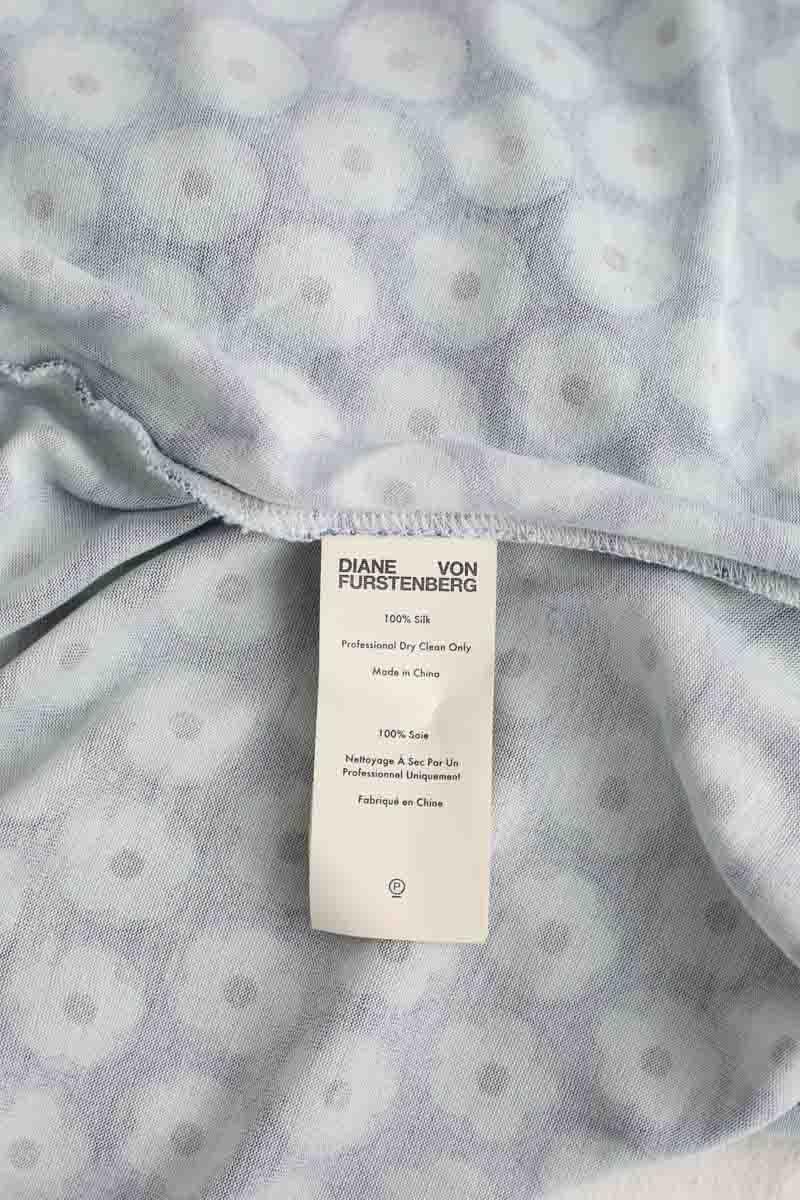 DIANE VON
FURSTENBERG
100% Silk
Professional Dry Clean Only
Made in China
100% Soie
Nettoyage À Sec Par Un
Professionnel Uniquement
Fabriqué en Chine
P